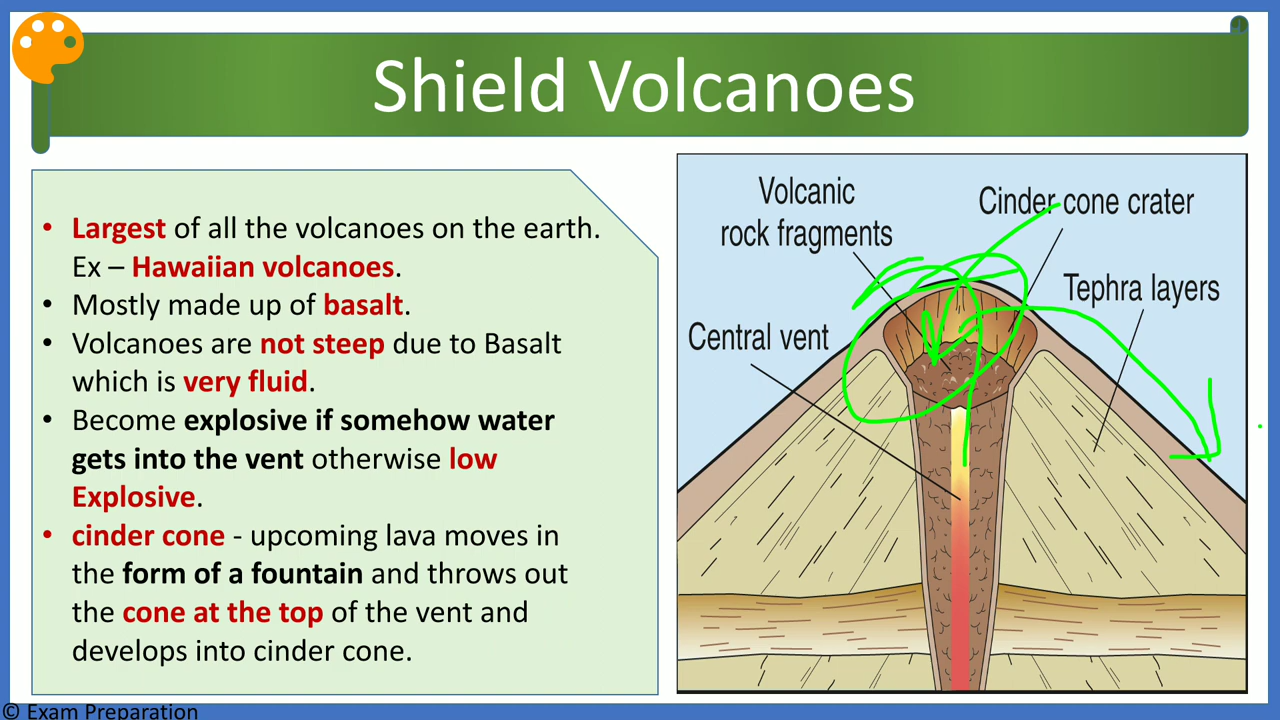 Shield Volcanoes
• Largest of all the volcanoes on the earth.
Ex – Hawaiian volcanoes.
• Mostly made up of basalt.
• Volcanoes are not steep due to Basalt
which is very fluid.
• Become explosive if somehow water
gets into the vent otherwise low
Explosive.
• cinder cone - upcoming lava moves in
the form of a fountain and throws out
the cone at the top of the vent and
develops into cinder cone.
Volcanic
rock fragments
Cinder cone crater
Tephra layers
Central vent
© Exam Preparation